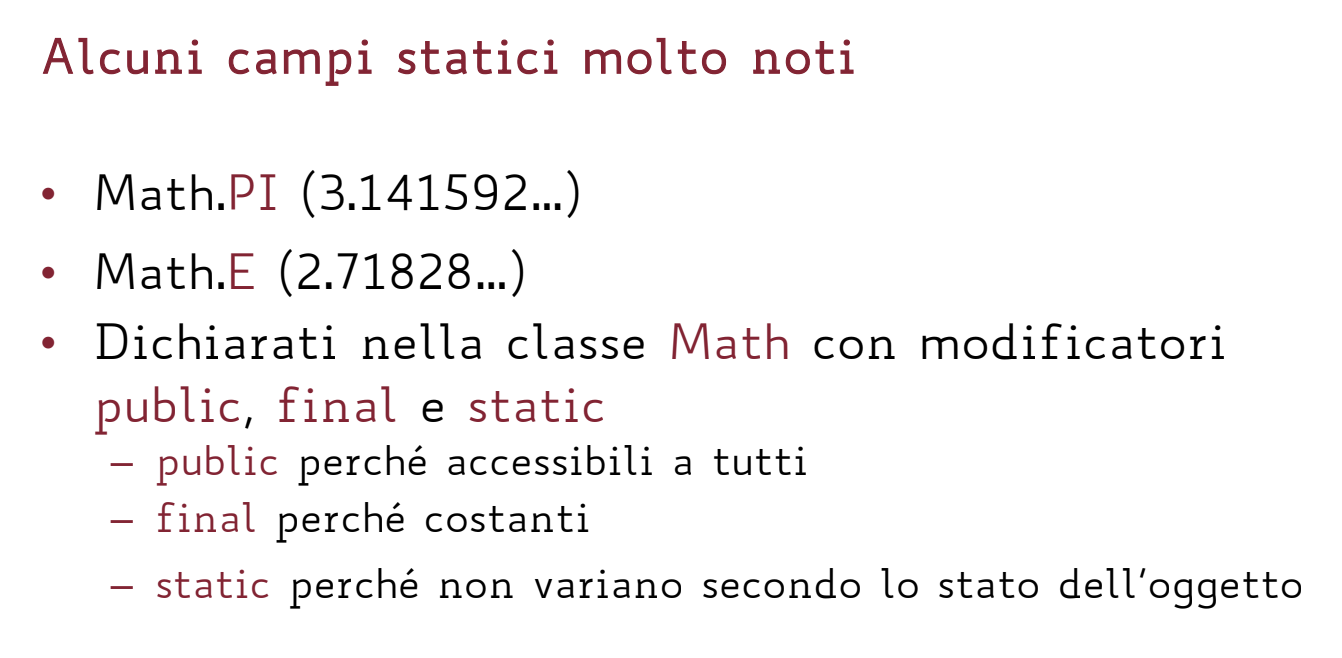 Alcuni campi statici molto noti
• Math.PI (3.141592...)
• Math.E (2.71828...)
• Dichiarati nella classe Math con modificatori
public, final e static
– public perché accessibili a tutti
– final perché costanti
– static perché non variano secondo lo stato dell'oggetto